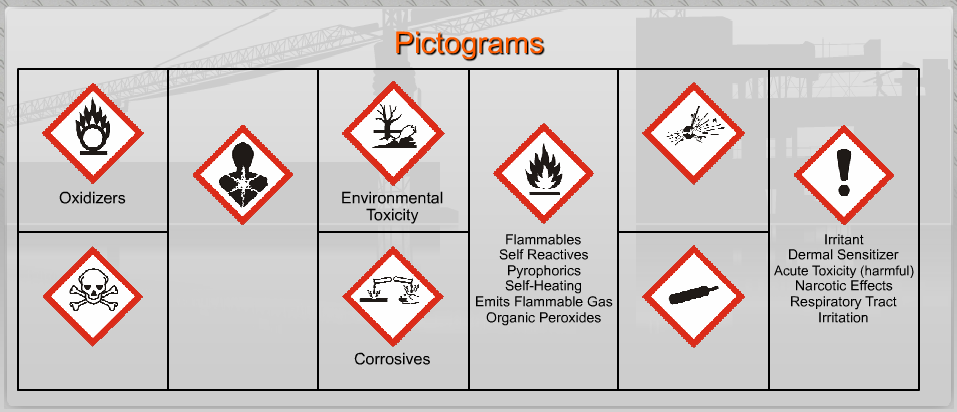 Pictograms
Oxidizers
Environmental
Toxicity
Corrosives
Flammables
Self Reactives
Pyrophorics
Self-Heating
Emits Flammable Gas
Organic Peroxides
Irritant
Dermal Sensitizer
Acute Toxicity (harmful)
Narcotic Effects
Respiratory Tract
Irritation